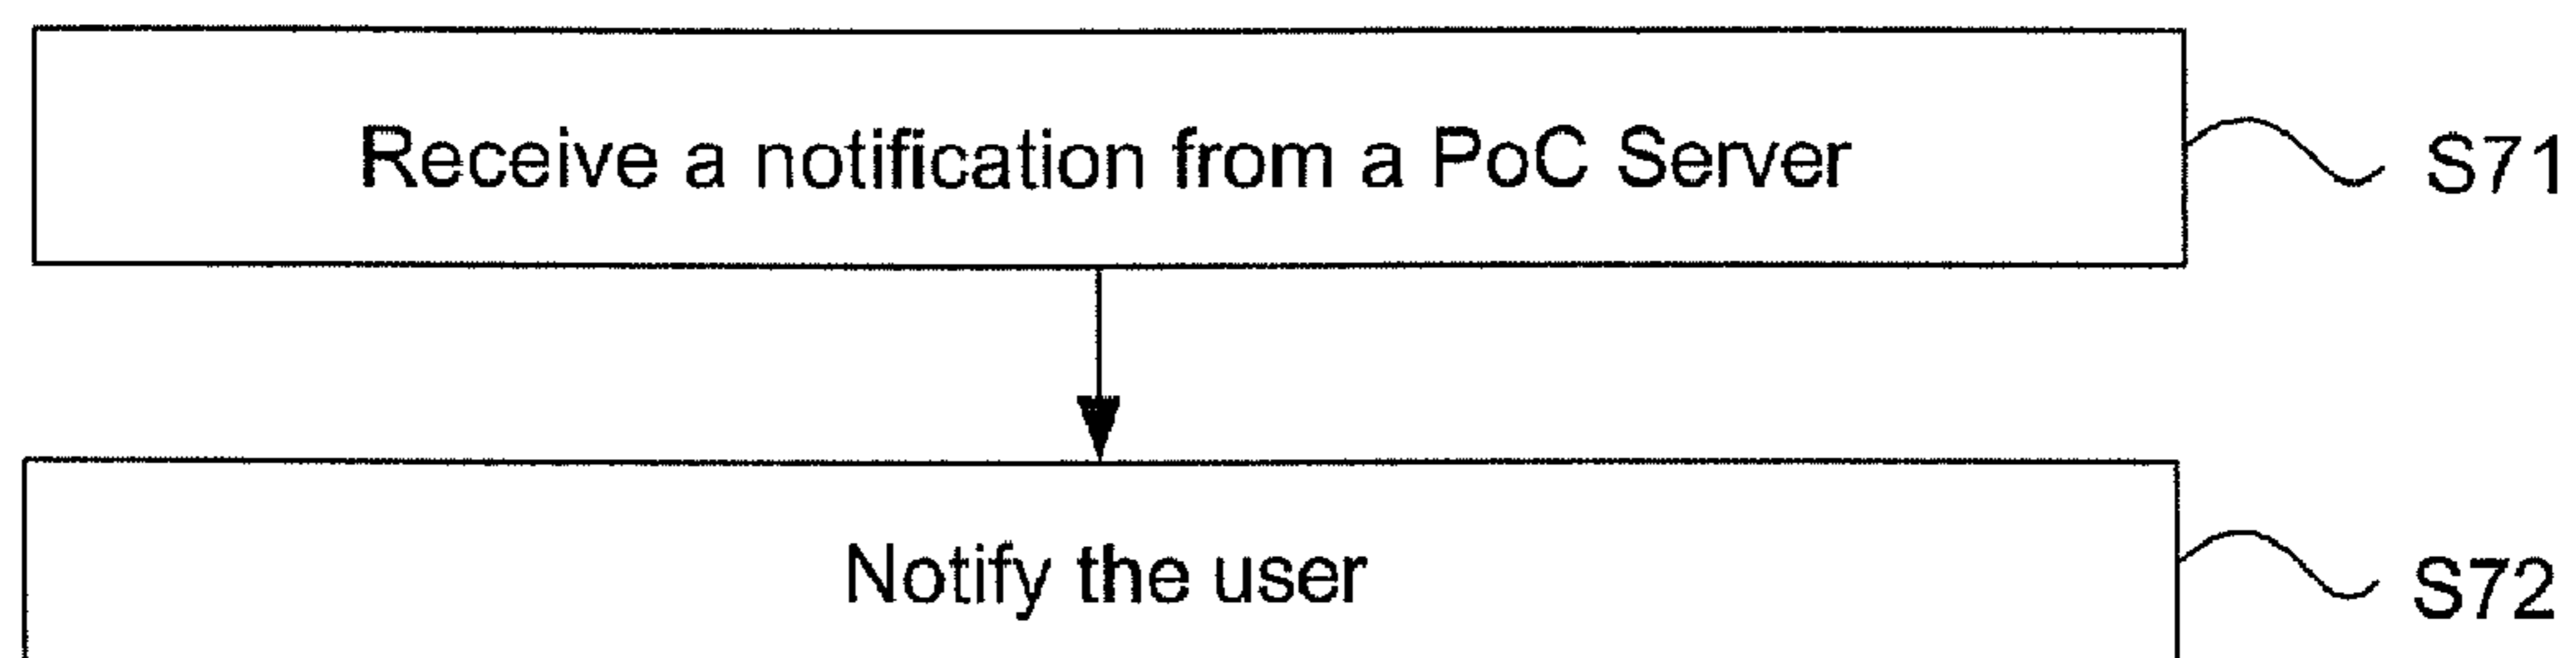 Receive a notification from a PoC Server
S71
Notify the user
S72